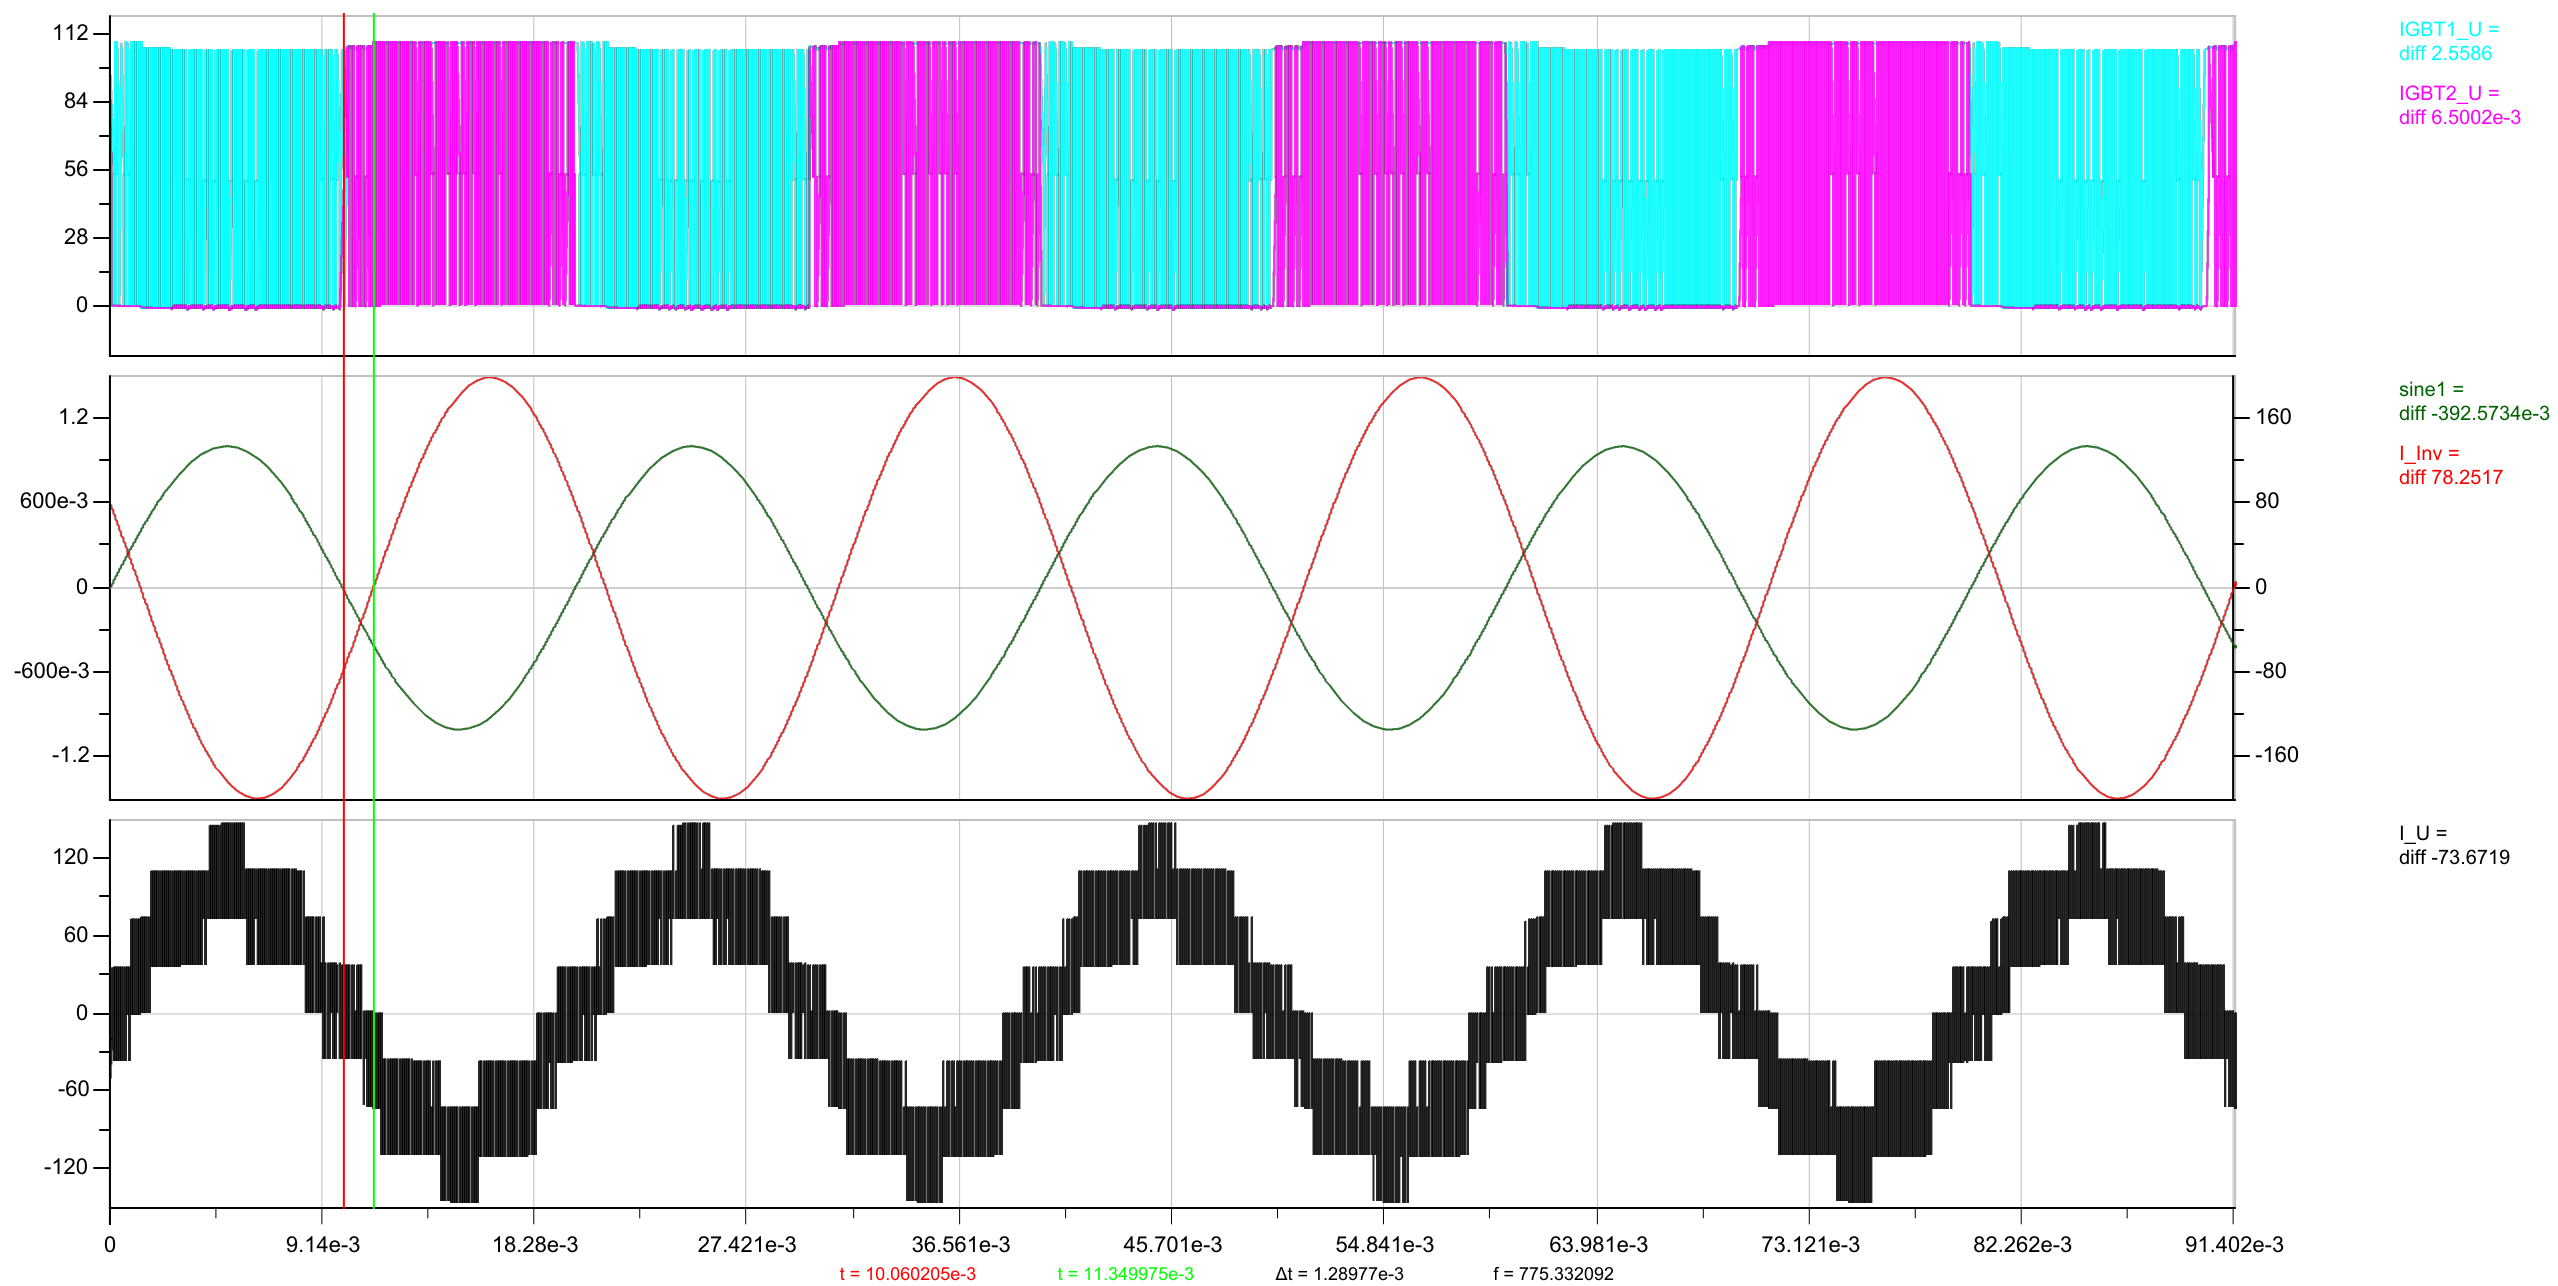 112
84
56
28
0
IGBT1_U =
diff 2.5586
IGBT2_U =
diff 6.5002e-3
1.2
600e-3
0
-600e-3
-1.2
160
80
0
-80
-160
sine1 =
diff -392.5734e-3
I_Inv =
diff 78.2517
120
60
0
-60
-120
I_U =
diff -73.6719
0 9.14e-3 18.28e-3 27.421e-3 36.561e-3 45.701e-3 54.841e-3 63.981e-3 73.121e-3 82.262e-3 91.402e-3
t = 10.060205e-3 t = 11.349975e-3 Δt = 1.28977e-3 f = 775.332092